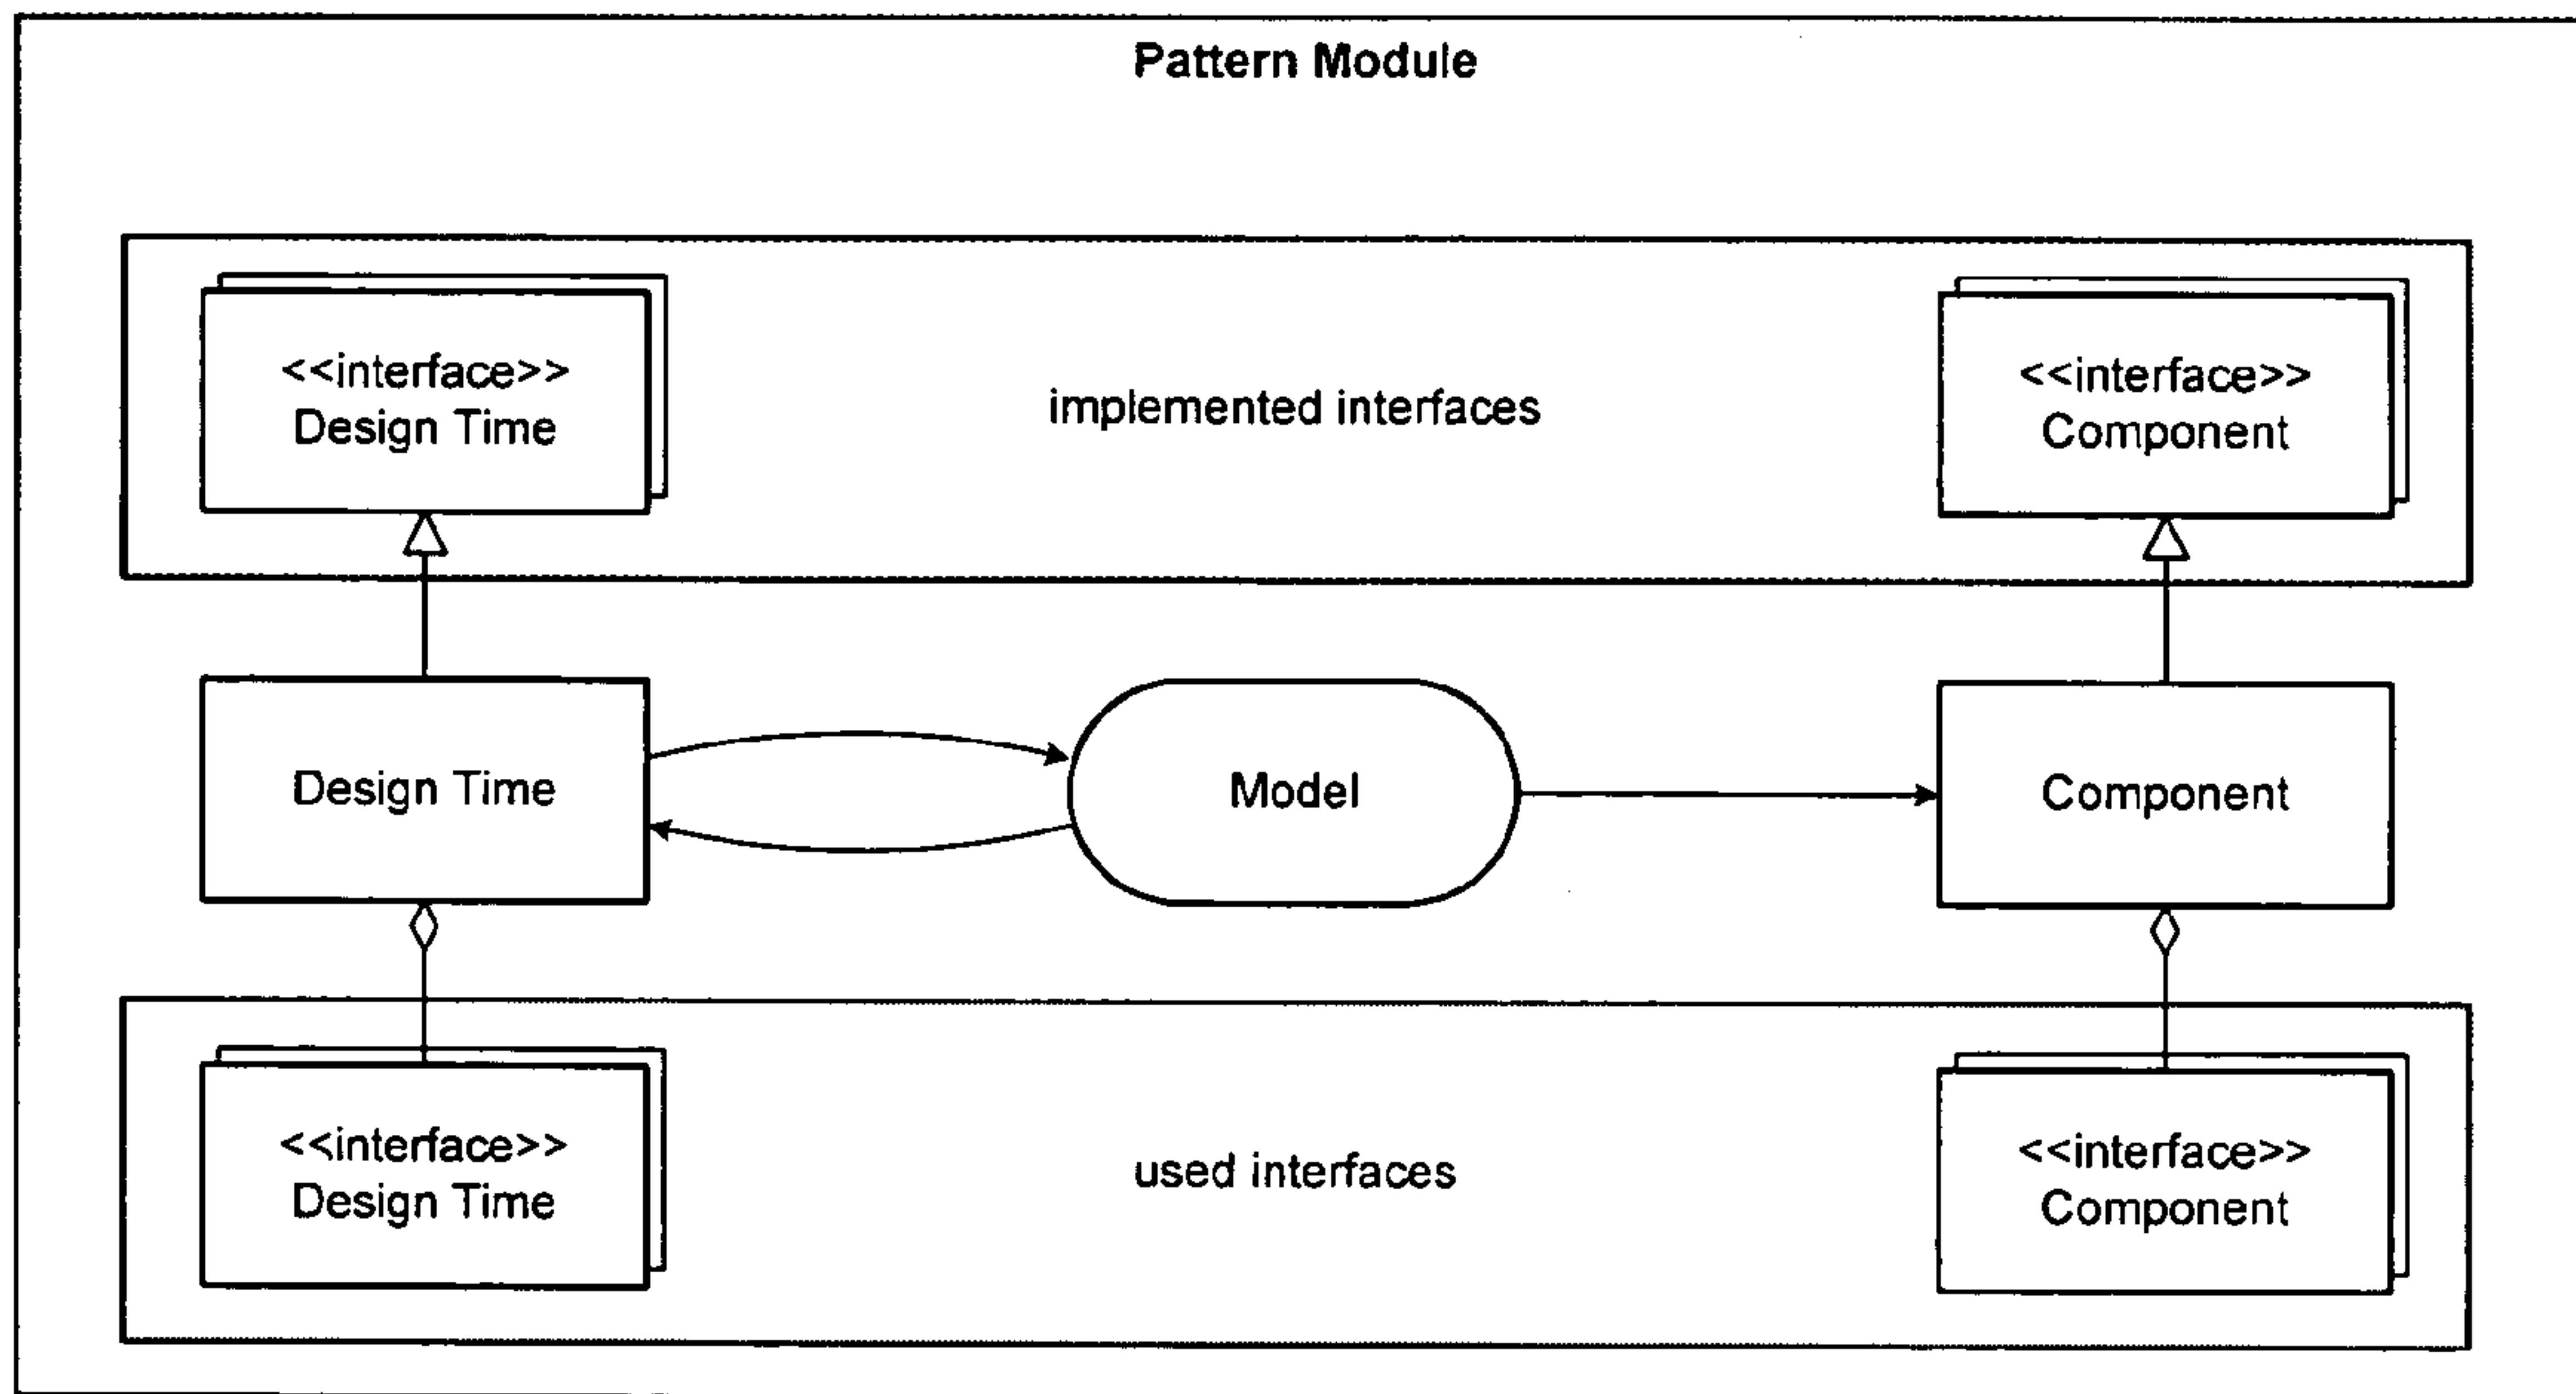 Pattern Module
<<interface>>
Design Time
implemented interfaces
<<interface>>
Component
Design Time
Model
Component
<<interface>>
Design Time
used interfaces
<<interface>>
Component